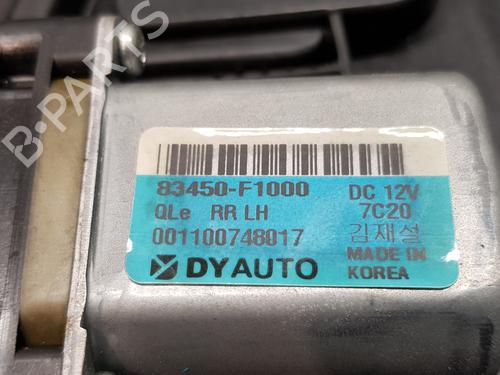 B-PARTS
83450-F1000 DC 12V
QLe RR LH 7C20
001100748017 김재설
DYAUTO MADE IN
KOREA